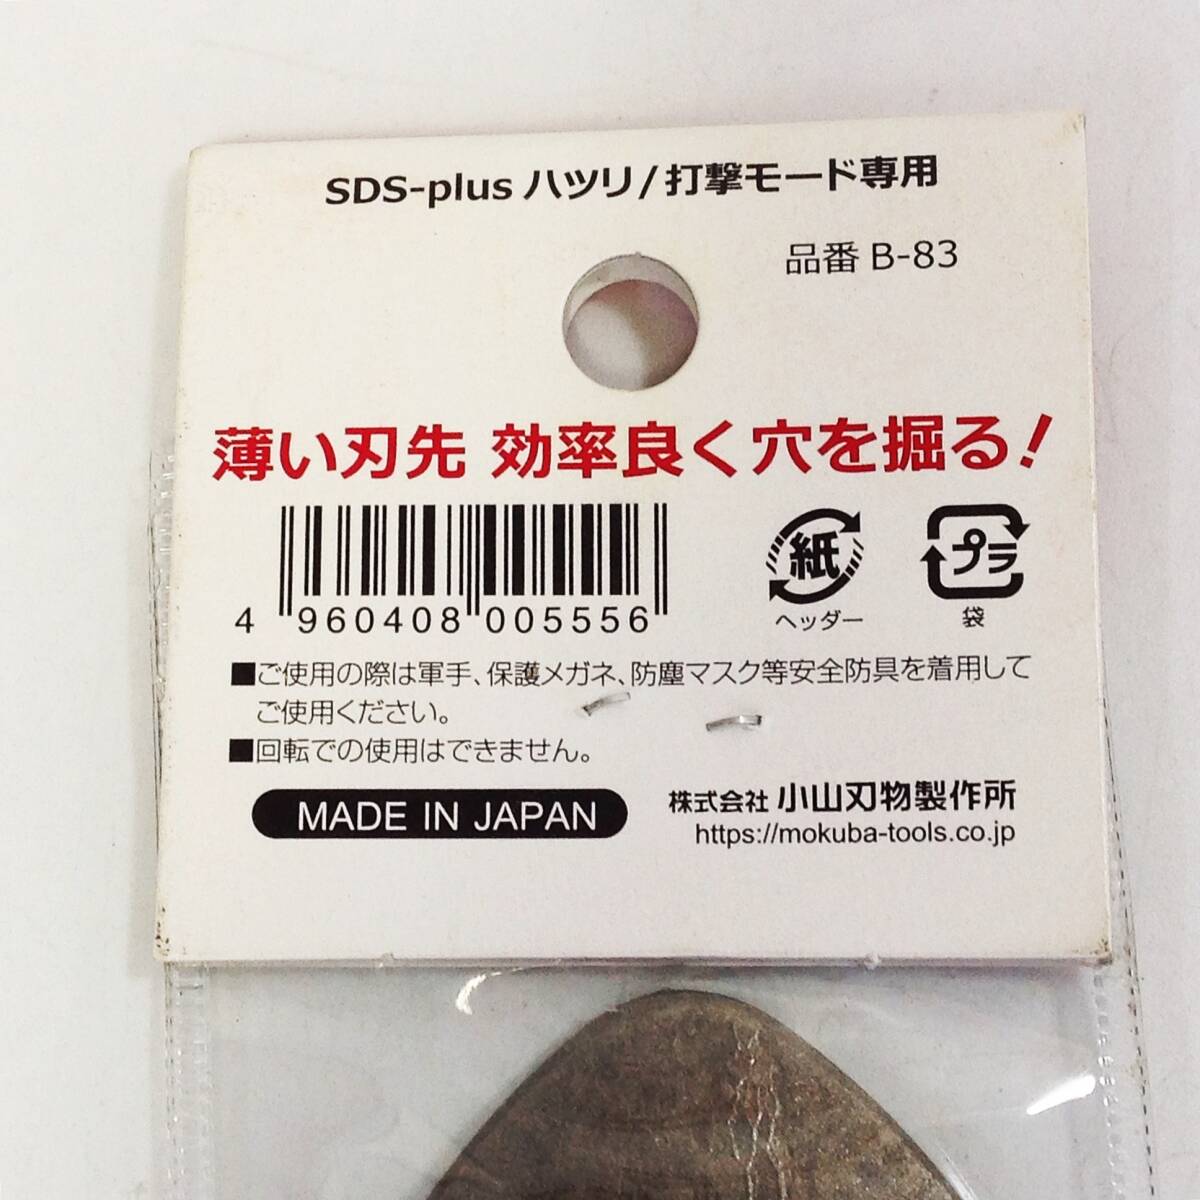 SDS-plus ハツリ/打撃モード専用
品番 B-83
薄い刃先 効率良く穴を掘る!
4 960408 005556
紙
ヘッダー
プラ
袋
■ご使用の際は軍手、保護メガネ、防塵マスク等安全防具を着用して
ご使用ください。
■回転での使用はできません。
MADE IN JAPAN
株式会社 小山刃物製作所
https://mokuba-tools.co.jp